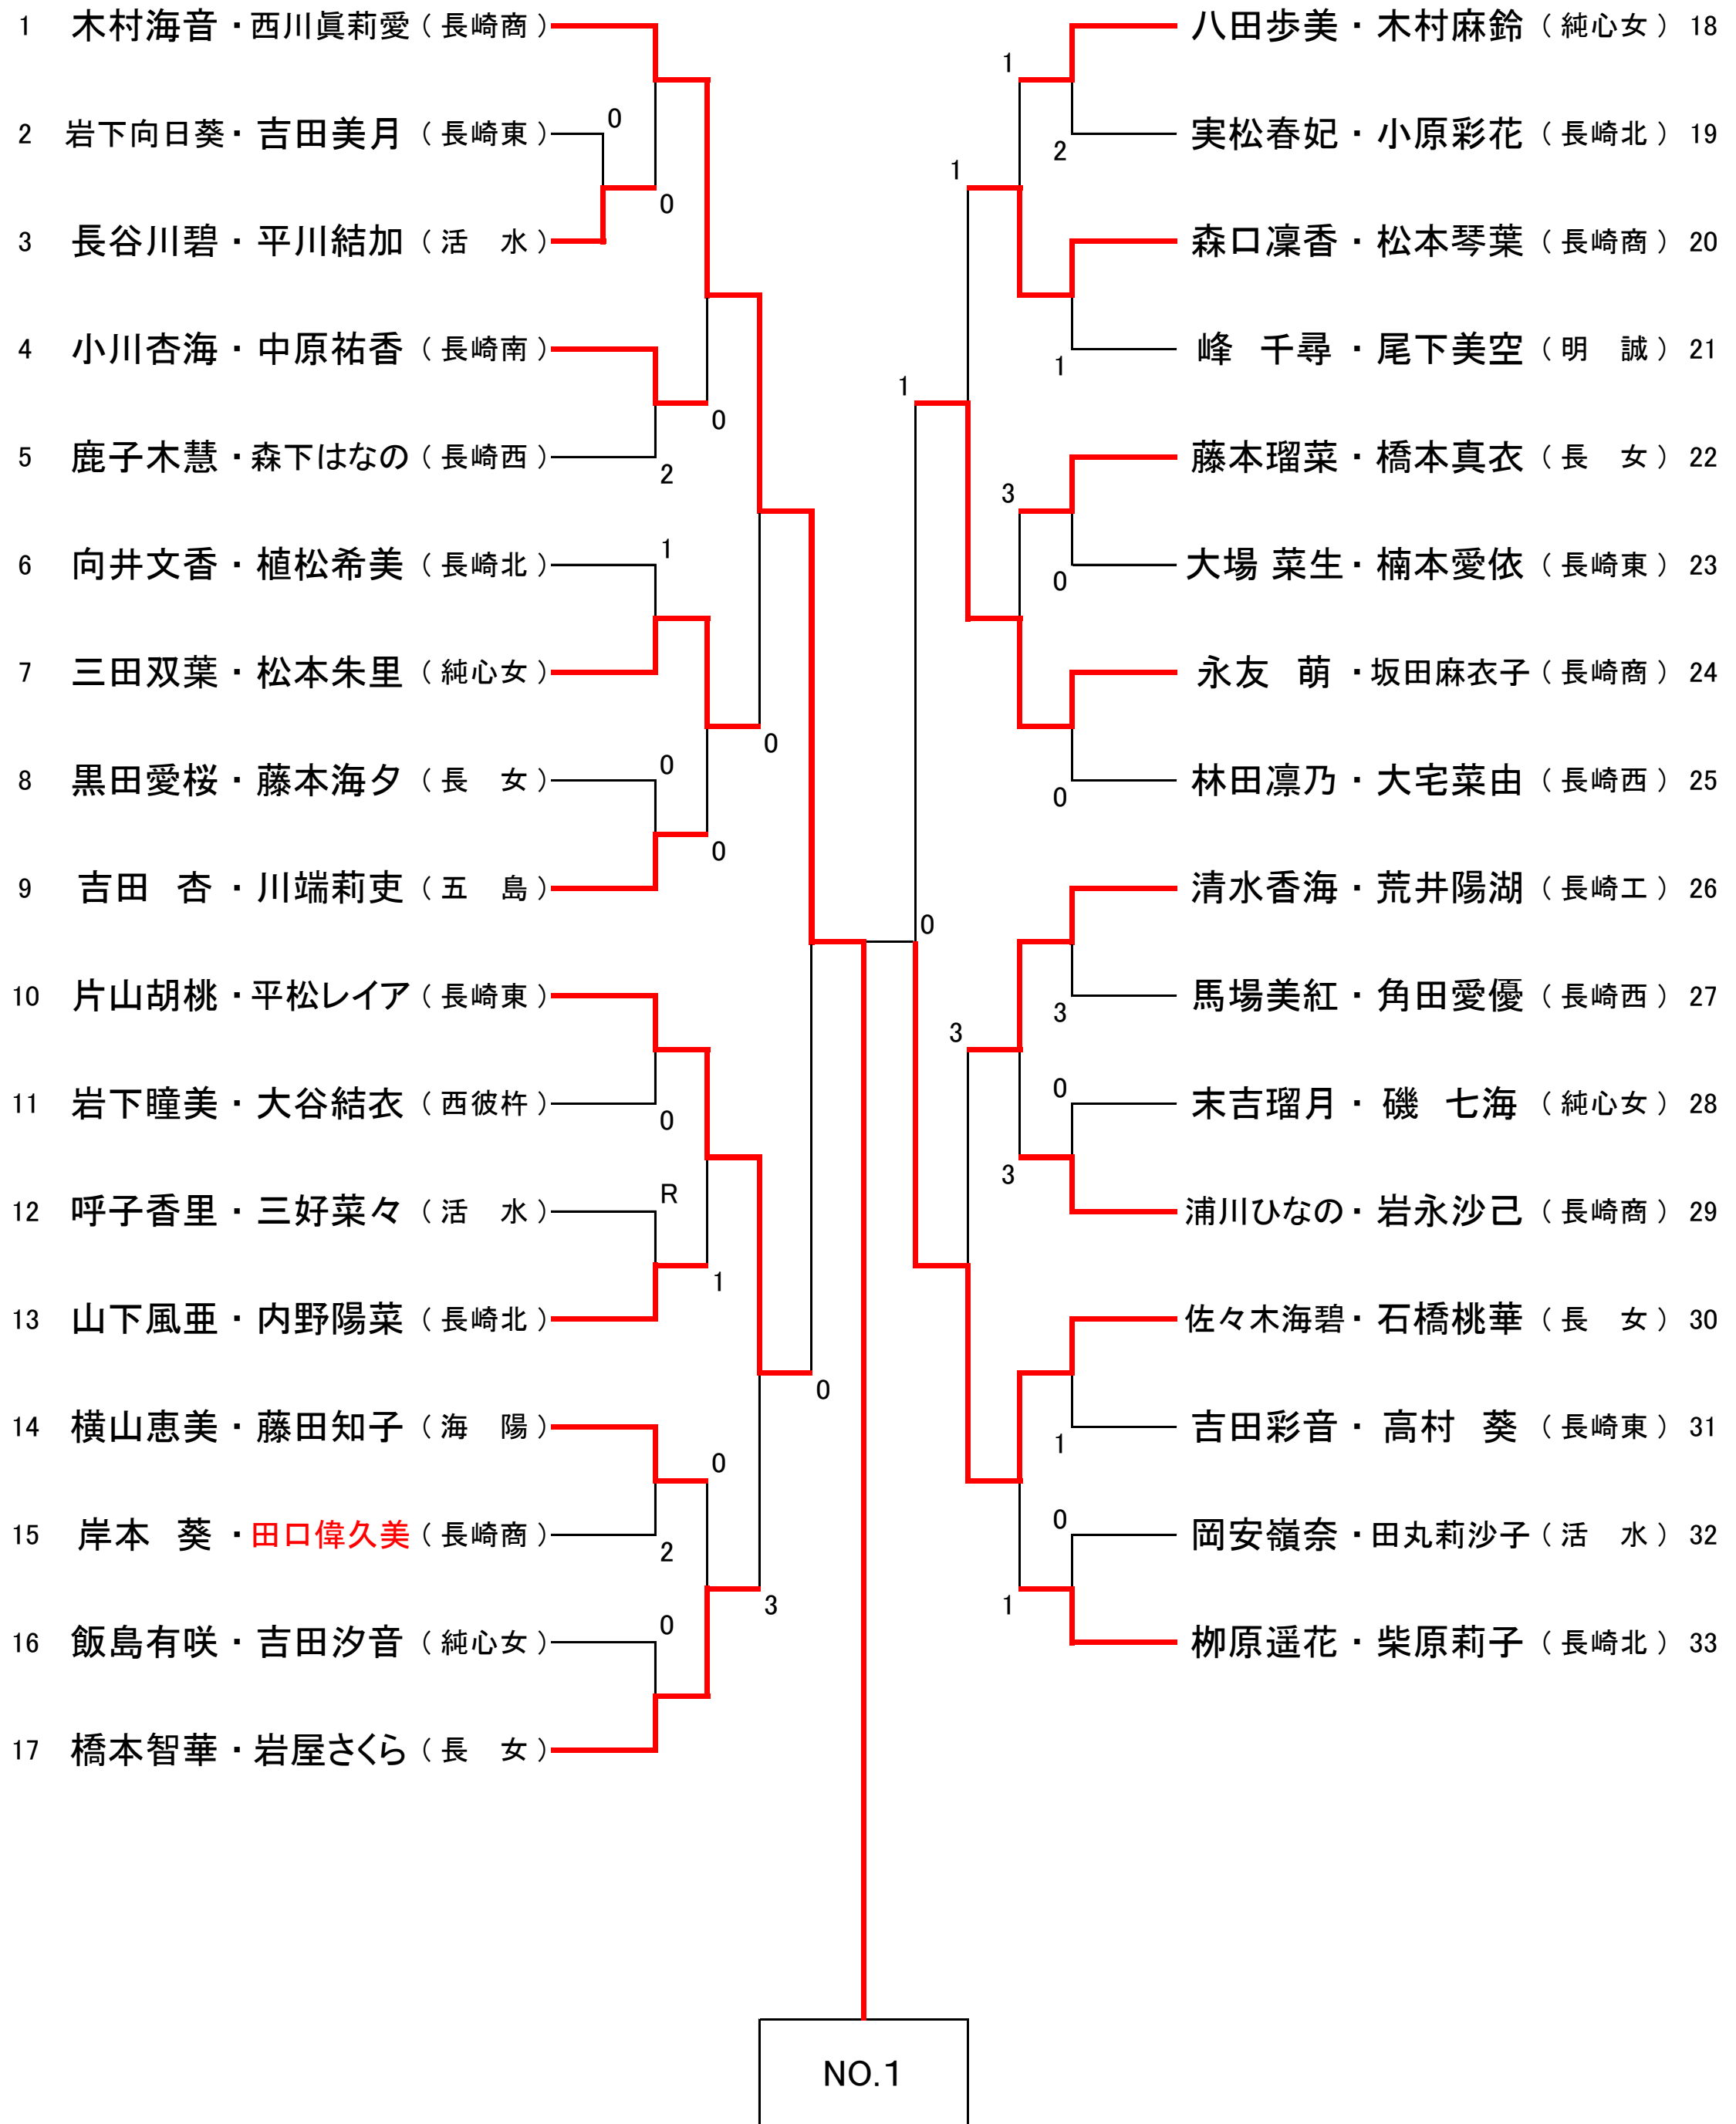 1 木村海音・西川眞莉愛（長崎商）
2 岩下向日葵・吉田美月（長崎東）
0
0
3 長谷川碧・平川結加（活　水）
4 小川杏海・中原祐香（長崎南）
0
5 鹿子木慧・森下はなの（長崎西）
2
6 向井文香・植松希美（長崎北）
1
7 三田双葉・松本朱里（純心女）
0
8 黒田愛桜・藤本海夕（長　女）
0
0
9 吉田　杏・川端莉吏（五　島）
10 片山胡桃・平松レイア（長崎東）
11 岩下瞳美・大谷結衣（西彼杵）
0
12 呼子香里・三好菜々（活　水）
R
1
13 山下風亜・内野陽菜（長崎北）
0
14 横山恵美・藤田知子（海　陽）
0
15 岸本　葵・田口偉久美（長崎商）
2
3
16 飯島有咲・吉田汐音（純心女）
0
17 橋本智華・岩屋さくら（長　女）
八田歩美・木村麻鈴（純心女）18
1
実松春妃・小原彩花（長崎北）19
2
1
森口凜香・松本琴葉（長崎商）20
峰　千尋・尾下美空（明　誠）21
1
1
藤本瑠菜・橋本真衣（長　女）22
3
大場 菜生・楠本愛依（長崎東）23
0
永友　萌・坂田麻衣子（長崎商）24
林田凛乃・大宅菜由（長崎西）25
0
清水香海・荒井陽湖（長崎工）26
0
馬場美紅・角田愛優（長崎西）27
3
3
末吉瑠月・磯　七海（純心女）28
0
3
浦川ひなの・岩永沙己（長崎商）29
佐々木海碧・石橋桃華（長　女）30
吉田彩音・高村　葵（長崎東）31
1
岡安嶺奈・田丸莉沙子（活　水）32
0
1
栁原遥花・柴原莉子（長崎北）33
NO.1